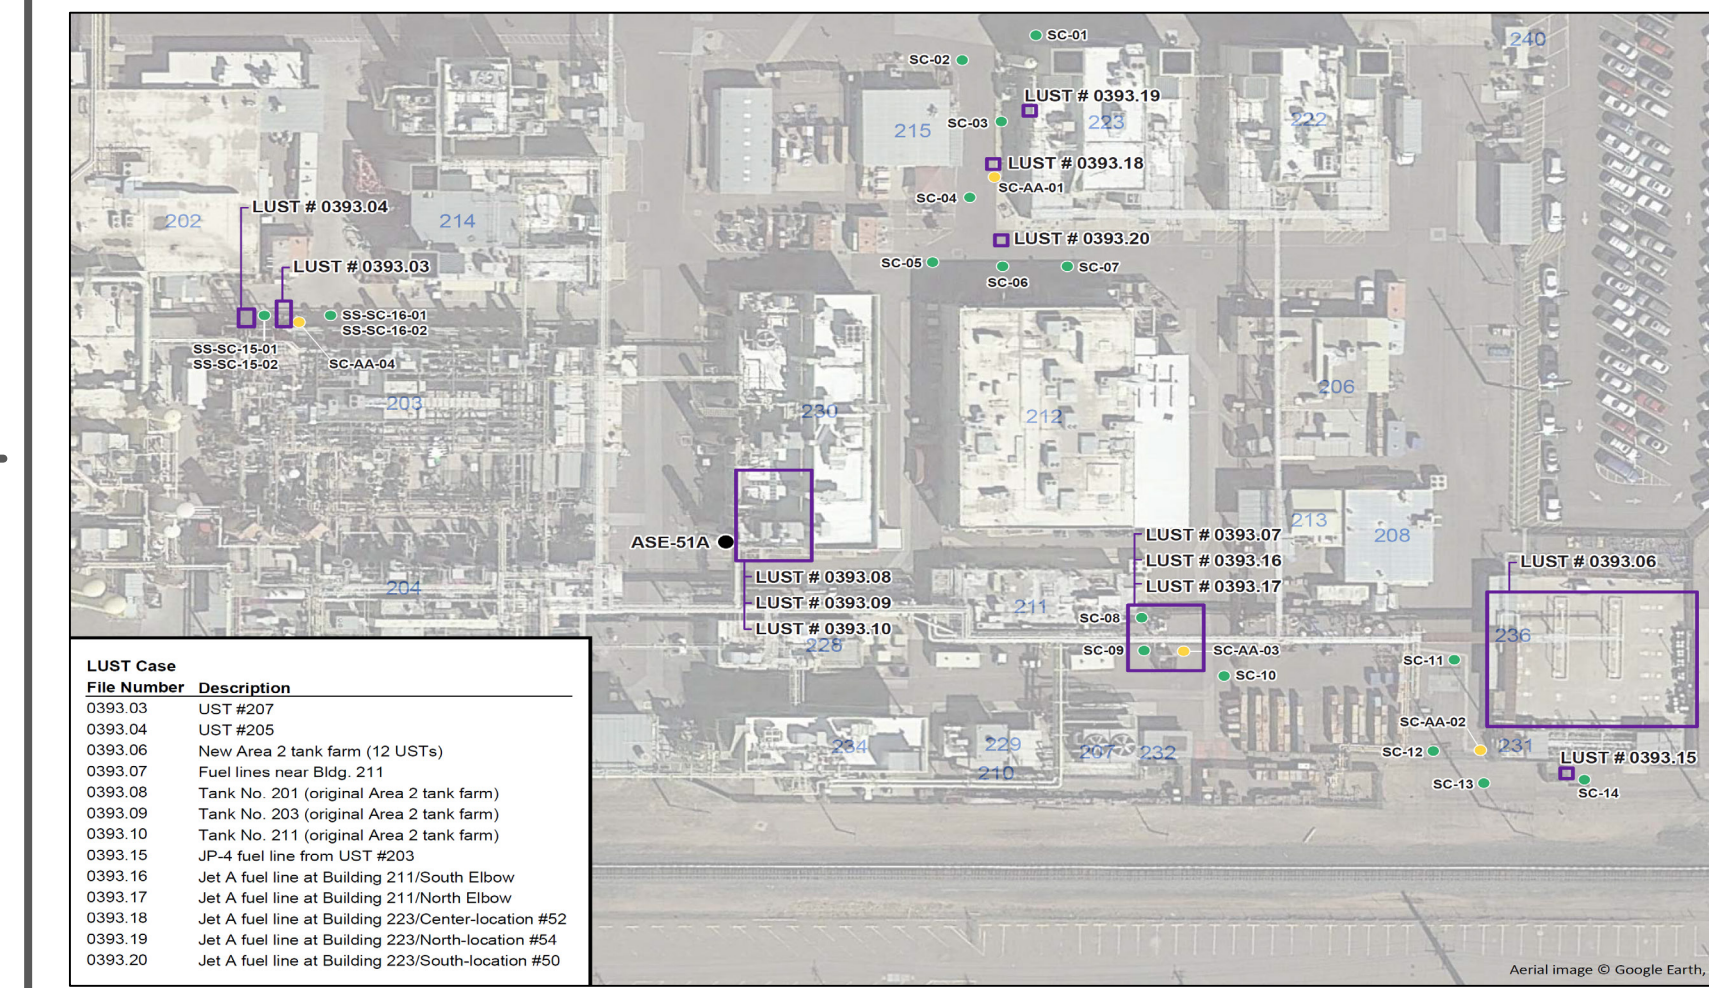 SC-01
SC-02
240
LUST # 0393.19
215
SC-03
223
222
LUST # 0393.18
SC-AA-01
SC-04
LUST # 0393.04
202
214
LUST # 0393.20
LUST # 0393.03
SC-05
SC-06
SC-07
SS-SC-16-01
SS-SC-16-02
SS-SC-15-01
SS-SC-15-02
SC-AA-04
203
230
212
206
213
208
ASE-51A
LUST # 0393.07
LUST # 0393.16
LUST # 0393.17
LUST # 0393.06
LUST # 0393.08
LUST # 0393.09
LUST # 0393.10
204
211
228
SC-08
SC-09
SC-AA-03
SC-10
236
SC-11
SC-AA-02
SC-12
231
LUST # 0393.15
SC-13
SC-14
234
229
210
207
232
LUST Case
File Number Description
0393.03 UST #207
0393.04 UST #205
0393.06 New Area 2 tank farm (12 USTs)
0393.07 Fuel lines near Bldg. 211
0393.08 Tank No. 201 (original Area 2 tank farm)
0393.09 Tank No. 203 (original Area 2 tank farm)
0393.10 Tank No. 211 (original Area 2 tank farm)
0393.15 JP-4 fuel line from UST #203
0393.16 Jet A fuel line at Building 211/South Elbow
0393.17 Jet A fuel line at Building 211/North Elbow
0393.18 Jet A fuel line at Building 223/Center-location #52
0393.19 Jet A fuel line at Building 223/North-location #54
0393.20 Jet A fuel line at Building 223/South-location #50
Aerial image © Google Earth,